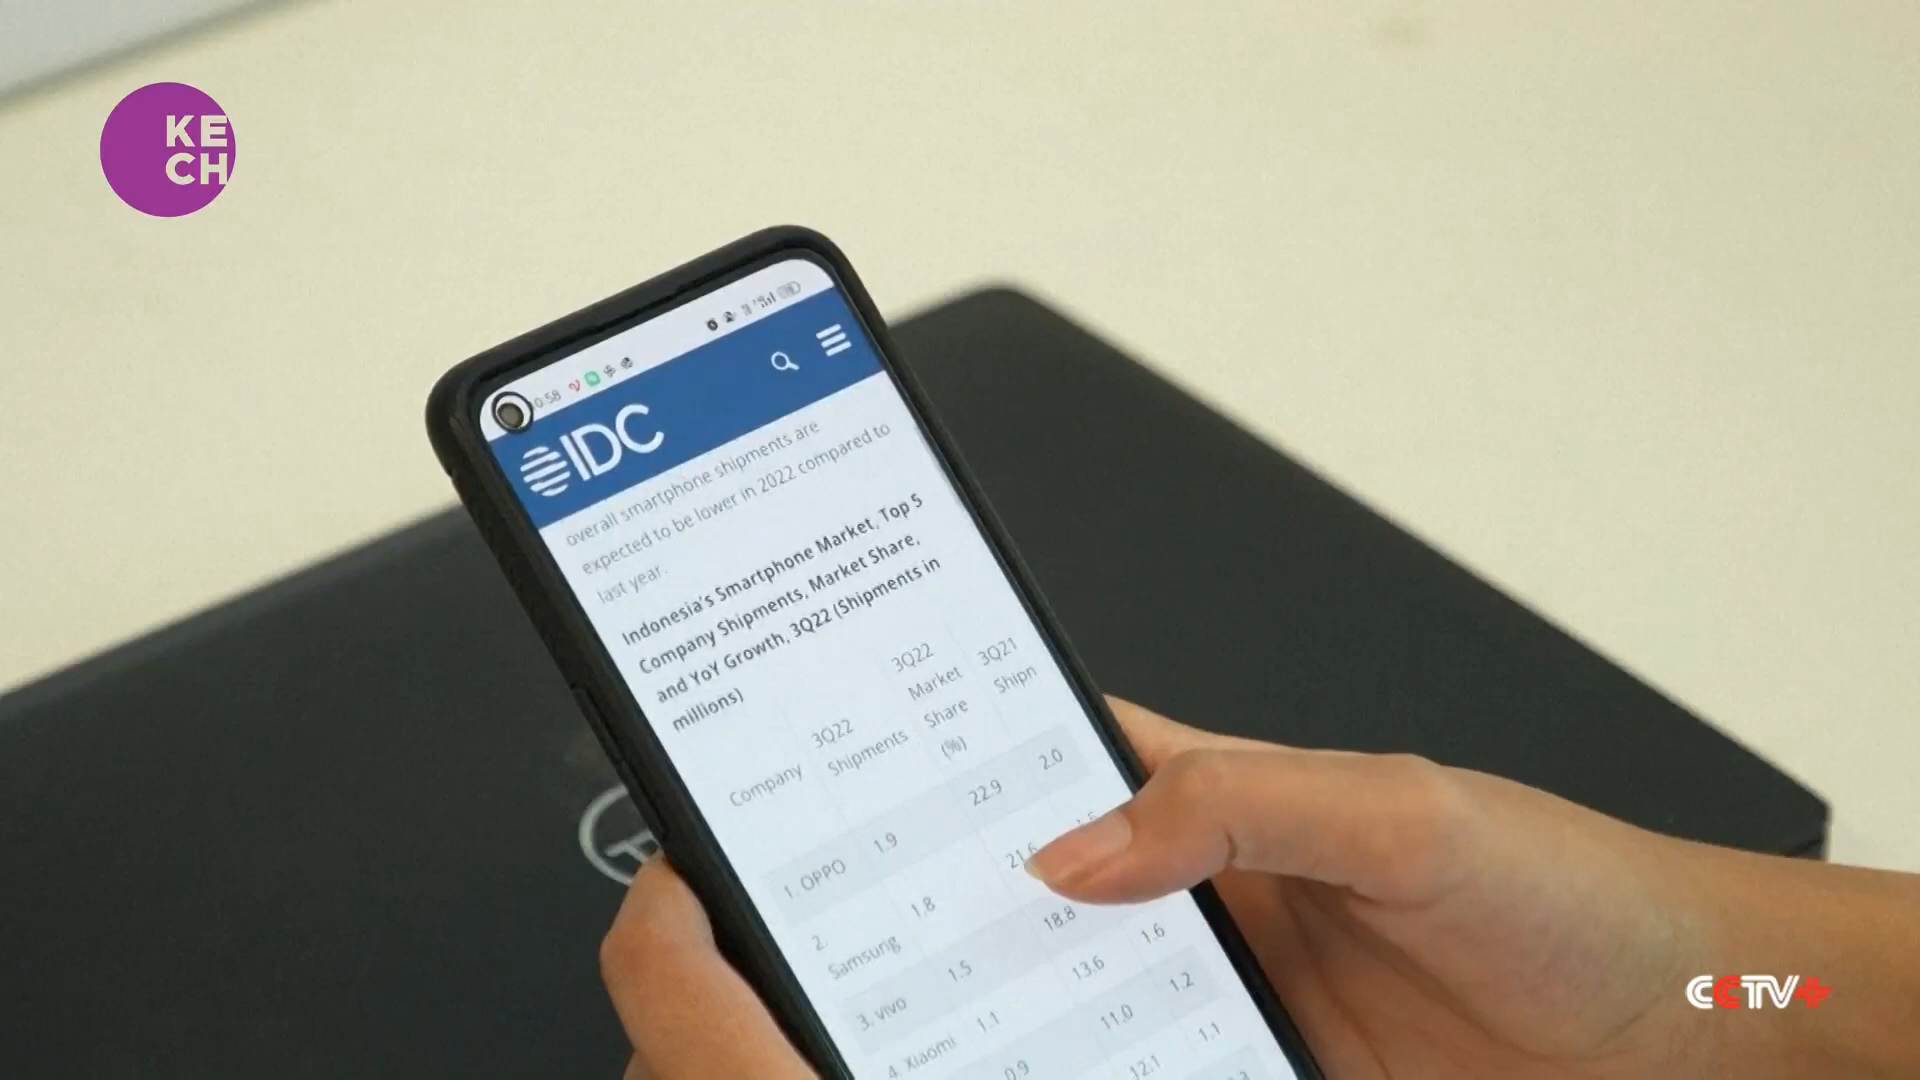 KE
CH
0:58
IDC
overall smartphone shipments are
expected to be lower in 2022 compared to
last year.
Indonesia's Smartphone Market, Top 5
Company Shipments, Market Share,
and YoY Growth, 3Q22 (Shipments in
millions)
Company
3Q22
Shipments
3Q22
Market
Share
(%)
3Q21
Shipn
1. OPPO 1.9 22.9 2.0
2.
Samsung 1.8 21.6
3. vivo 1.5 18.8 1.6
4. Xiaomi 1.1 13.6 1.2
0.9 11.0 1.1
12.1
CCTV+